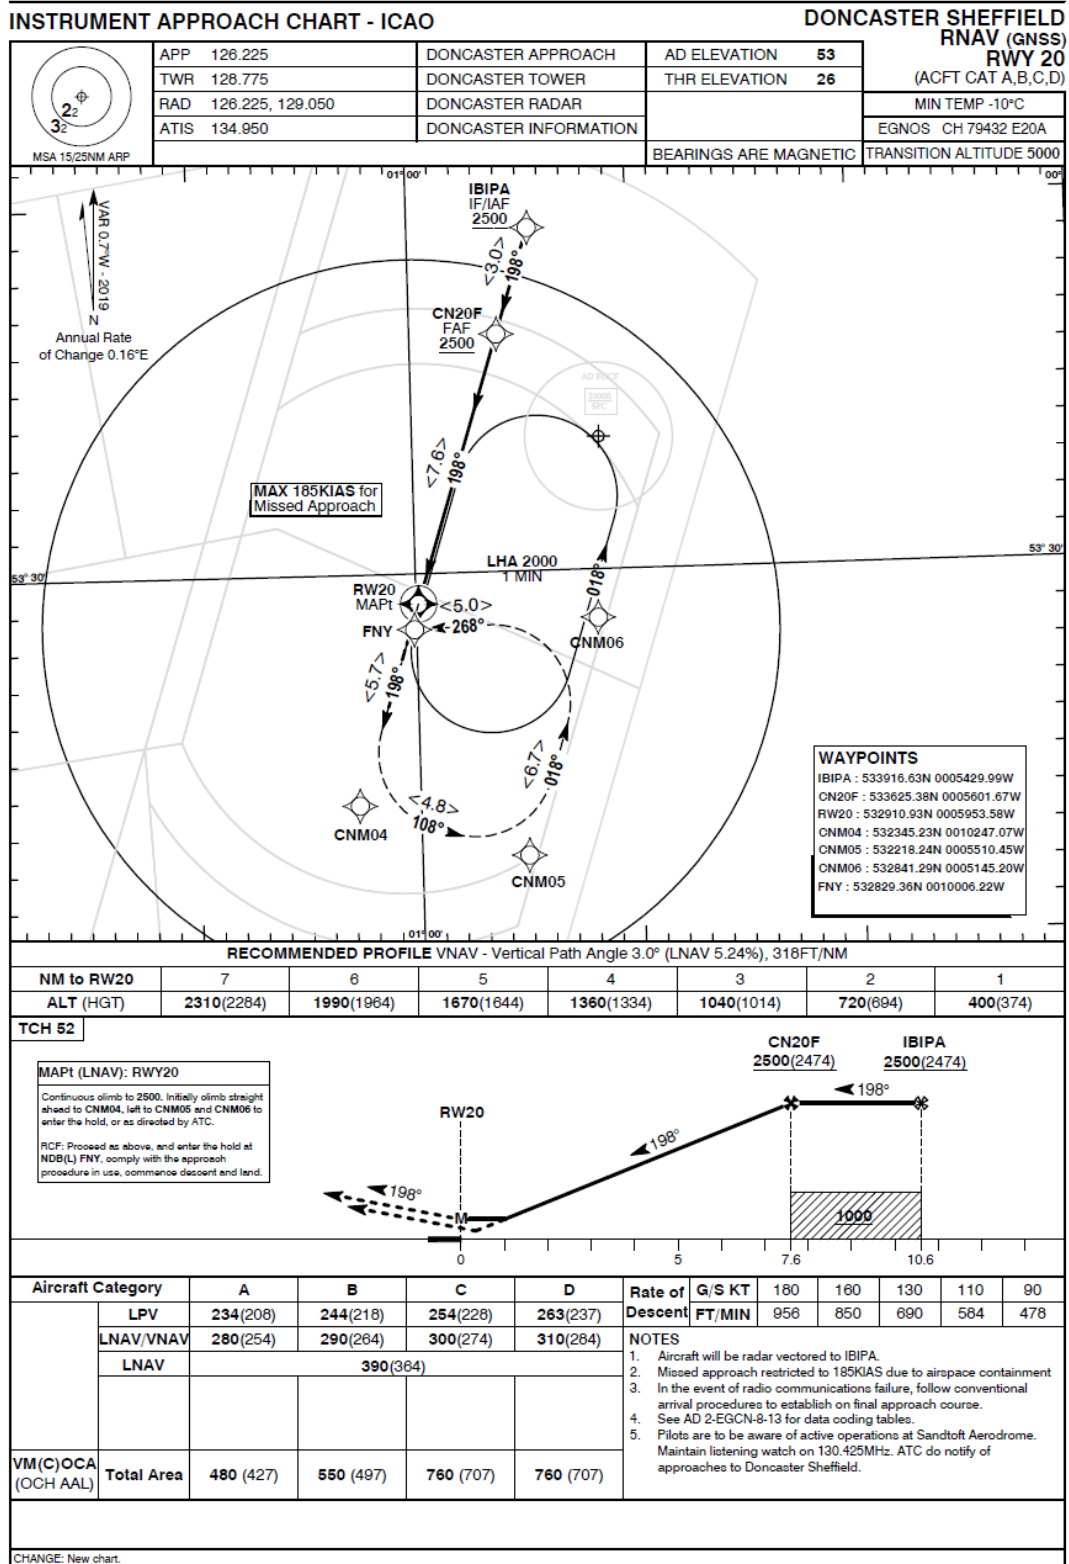 INSTRUMENT APPROACH CHART - ICAO
DONCASTER SHEFFIELD
RNAV (GNSS)
RWY 20
(ACFT CAT A,B,C,D)
APP 126.225 DONCASTER APPROACH AD ELEVATION 53
TWR 128.775 DONCASTER TOWER THR ELEVATION 26
RAD 126.225, 129.050 DONCASTER RADAR
ATIS 134.950 DONCASTER INFORMATION
MIN TEMP -10°C
EGNOS CH 79432 E20A
BEARINGS ARE MAGNETIC TRANSITION ALTITUDE 5000
22
32
MSA 15/25NM ARP
01° 00'
00°
VAR 0.7°W - 2019
N
Annual Rate
of Change 0.16°E
IBIPA
IF/IAF
2500
<3.0>
198°
CN20F
FAF
2500
AD EGCF
2000B
SFC
<7.6>
198°
MAX 185KIAS for
Missed Approach
53° 30'
53° 30'
LHA 2000
1 MIN
018°
RW20
MAPt
<5.0>
268°
FNY
CNM06
<5.7>
198°
<6.7>
018°
<4.8>
108°
CNM04
CNM05
01° 00'
WAYPOINTS
IBIPA : 533916.63N 0005429.99W
CN20F : 533625.38N 0005601.67W
RW20 : 532910.93N 0005953.58W
CNM04 : 532345.23N 0010247.07W
CNM05 : 532218.24N 0005510.45W
CNM06 : 532841.29N 0005145.20W
FNY : 532829.36N 0010006.22W
RECOMMENDED PROFILE VNAV - Vertical Path Angle 3.0° (LNAV 5.24%), 318FT/NM
NM to RW20 7 6 5 4 3 2 1
ALT (HGT) 2310(2284) 1990(1964) 1670(1644) 1360(1334) 1040(1014) 720(694) 400(374)
TCH 52
MAPt (LNAV): RWY20
Continuous climb to 2500. Initially climb straight
ahead to CNM04, left to CNM05 and CNM06 to
enter the hold, or as directed by ATC.
RCF: Proceed as above, and enter the hold at
NDB(L) FNY, comply with the approach
procedure in use, commence descent and land.
CN20F IBIPA
2500(2474) 2500(2474)
198°
RW20
198°
198°
M
1000
0 5 7.6 10.6
Aircraft Category A B C D
LPV 234(208) 244(218) 254(228) 263(237)
LNAV/VNAV 280(254) 290(264) 300(274) 310(284)
LNAV 390(364)
VM(C)OCA
(OCH AAL) Total Area 480 (427) 550 (497) 760 (707) 760 (707)
Rate of G/S KT 180 160 130 110 90
Descent FT/MIN 956 850 690 584 478
NOTES
1. Aircraft will be radar vectored to IBIPA.
2. Missed approach restricted to 185KIAS due to airspace containment
3. In the event of radio communications failure, follow conventional
arrival procedures to establish on final approach course.
4. See AD 2-EGCN-8-13 for data coding tables.
5. Pilots are to be aware of active operations at Sandtoft Aerodrome.
Maintain listening watch on 130.425MHz. ATC do notify of
approaches to Doncaster Sheffield.
CHANGE: New chart.